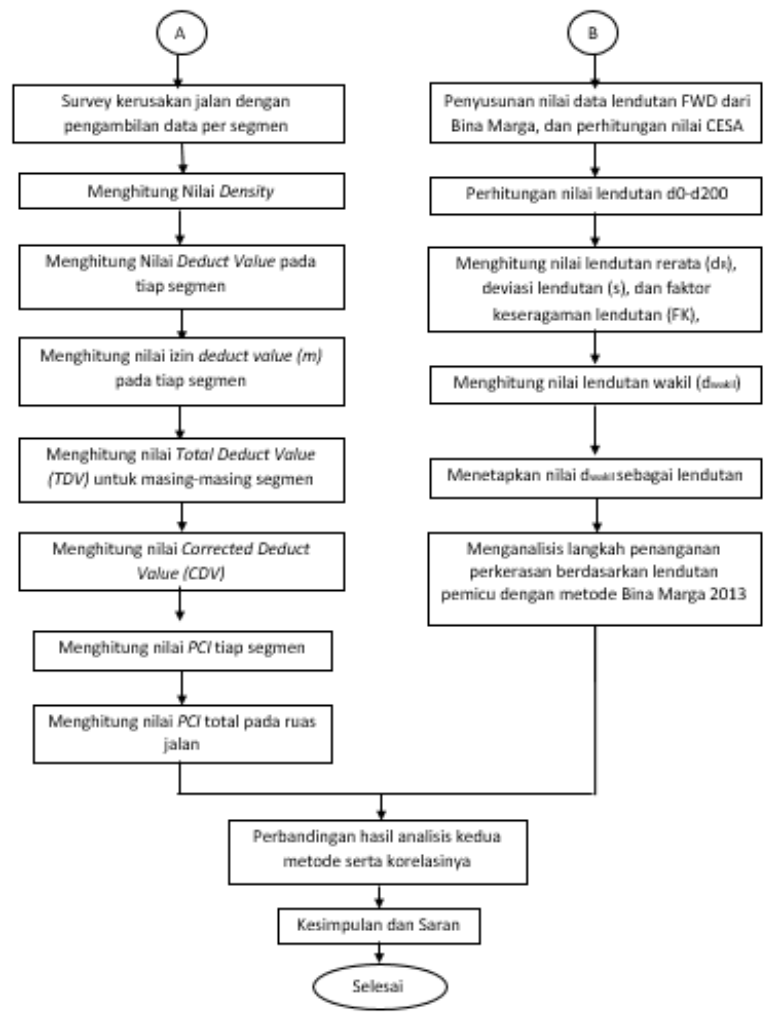 A
Survey kerusakan jalan dengan
pengambilan data per segmen
Menghitung Nilai Density
Menghitung Nilai Deduct Value pada
tiap segmen
Menghitung nilai izin deduct value (m)
pada tiap segmen
Menghitung nilai Total Deduct Value
(TDV) untuk masing-masing segmen
Menghitung nilai Corrected Deduct
Value (CDV)
Menghitung nilai PCI tiap segmen
Menghitung nilai PCI total pada ruas
jalan
B
Penyusunan nilai data lendutan FWD dari
Bina Marga, dan perhitungan nilai CESA
Perhitungan nilai lendutan d0-d200
Menghitung nilai lendutan rerata (dR),
deviasi lendutan (s), dan faktor
keseragaman lendutan (FK),
Menghitung nilai lendutan wakil (dwakil)
Menetapkan nilai dwakil sebagai lendutan
Menganalisis langkah penanganan
perkerasan berdasarkan lendutan
pemicu dengan metode Bina Marga 2013
Perbandingan hasil analisis kedua
metode serta korelasinya
Kesimpulan dan Saran
Selesai